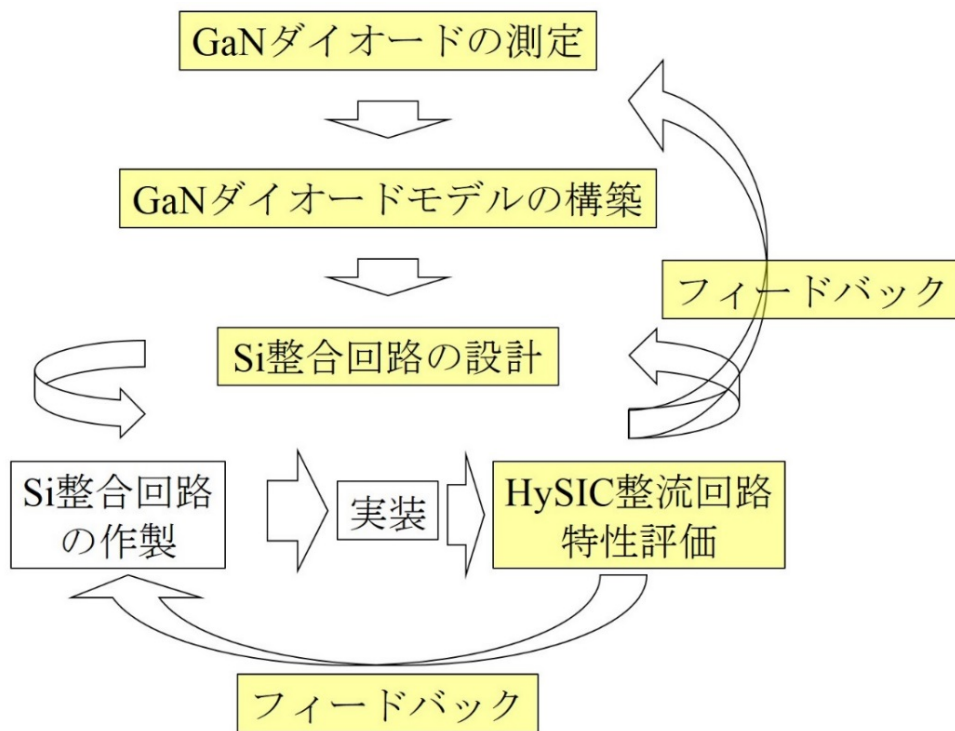 GaNダイオードの測定
GaNダイオードモデルの構築
フィードバック
Si整合回路の設計
Si整合回路
の作製
実装
HySIC整流回路
特性評価
フィードバック